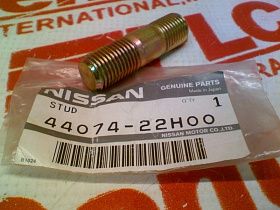 NISSAN
GENUINE PARTS
Made in Japan
STUD
Q'TY
1
44074-22H00
NISSAN MOTOR CO.,LTD.